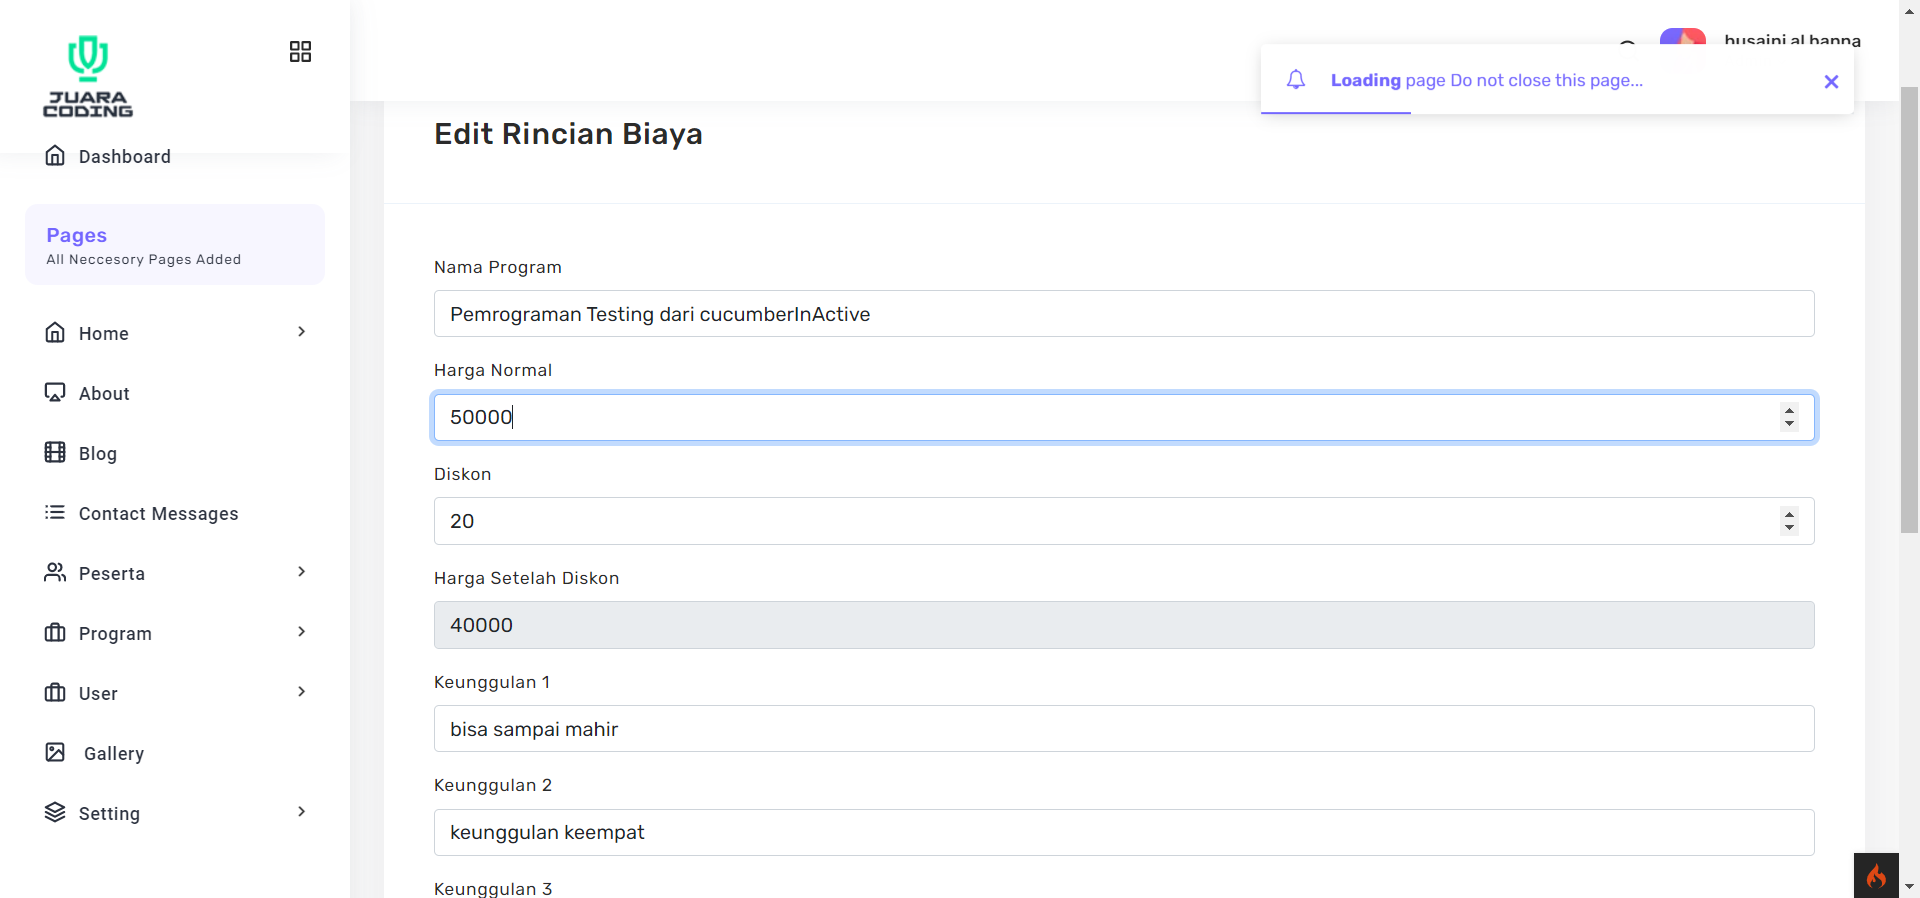 JUARA
CODING
Dashboard
Pages
All Neccesory Pages Added
Home
About
Blog
Contact Messages
Peserta
Program
User
Gallery
Setting
husaini al banna
Loading page Do not close this page...
Edit Rincian Biaya
Nama Program
Pemrograman Testing dari cucumberInActive
Harga Normal
50000
Diskon
20
Harga Setelah Diskon
40000
Keunggulan 1
bisa sampai mahir
Keunggulan 2
keunggulan keempat
Keunggulan 3